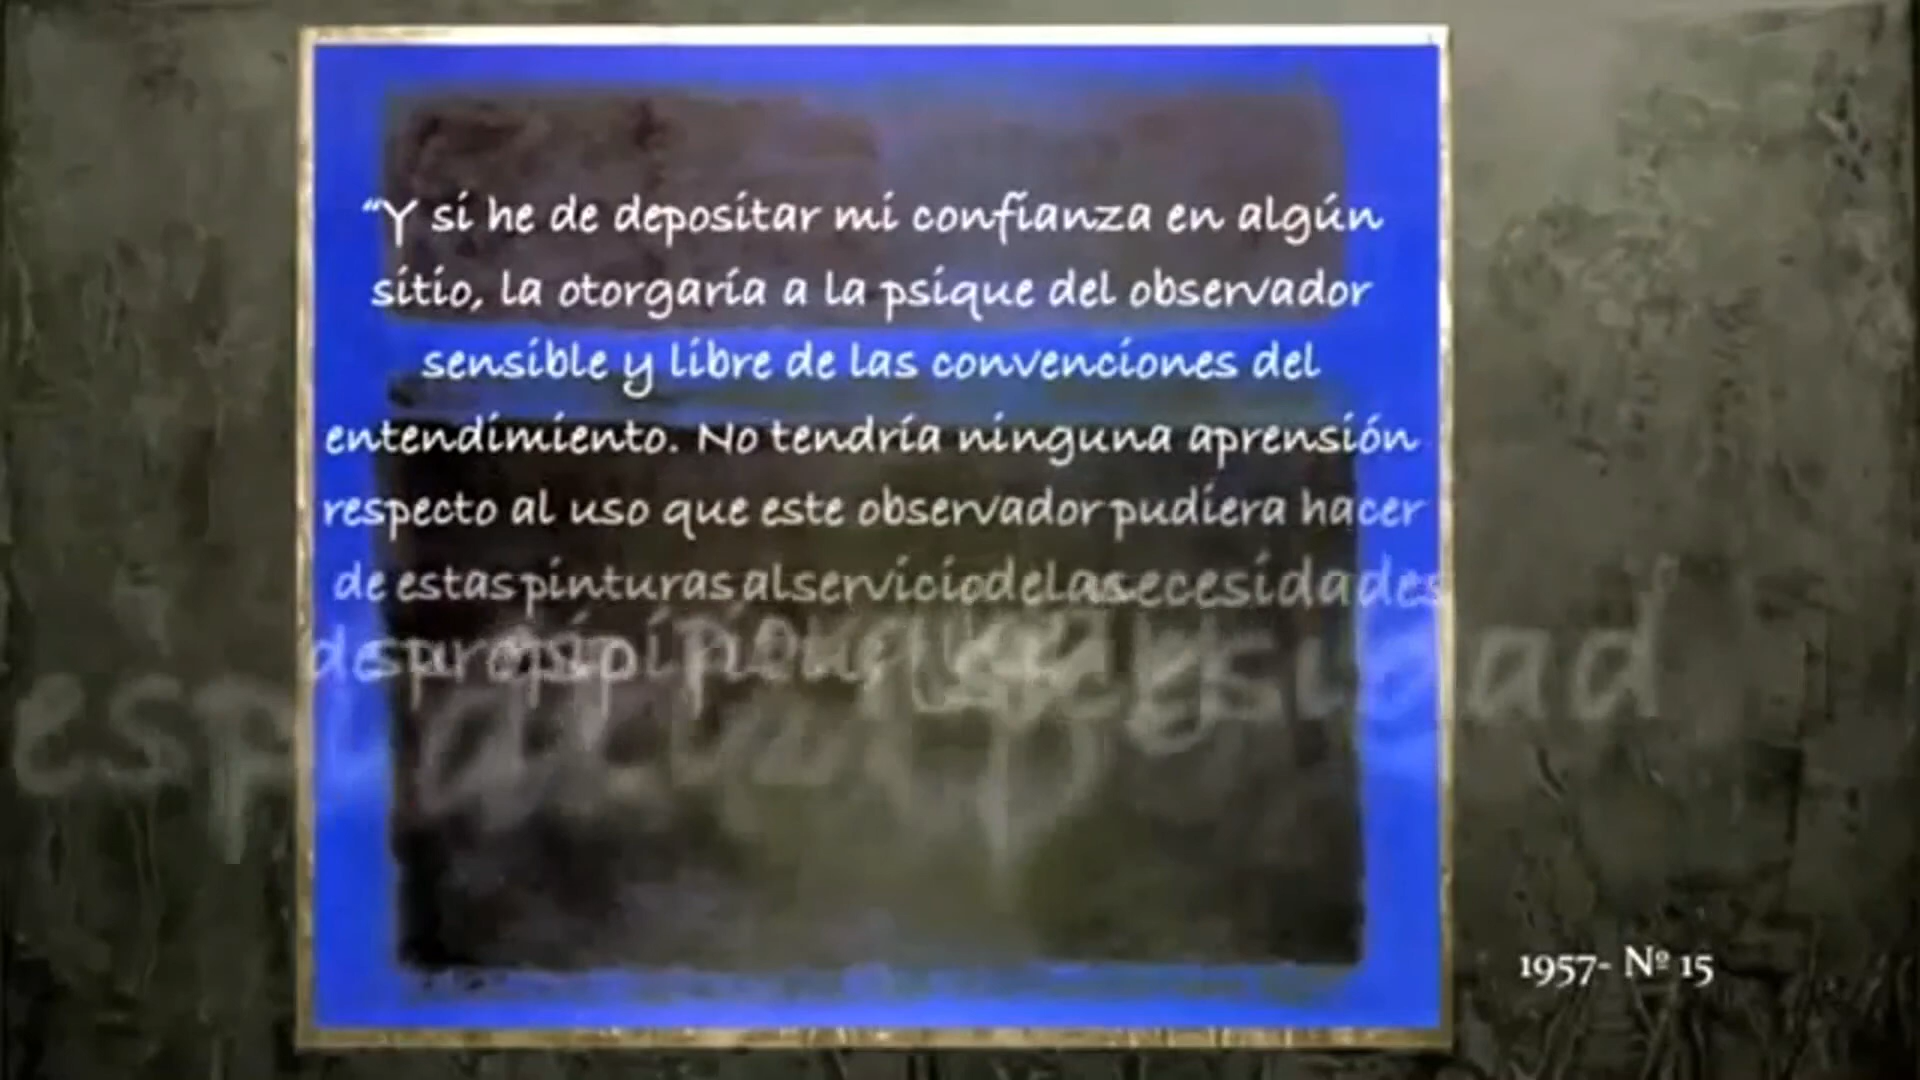 “Y si he de depositar mi confianza en algún
sitio, la otorgaría a la psique del observador
sensible y libre de las convenciones del
entendimiento. No tendría ninguna aprensión
respecto al uso que este observador pudiera hacer
de estas pinturas al servicio de las ecesidades
1957- Nº 15